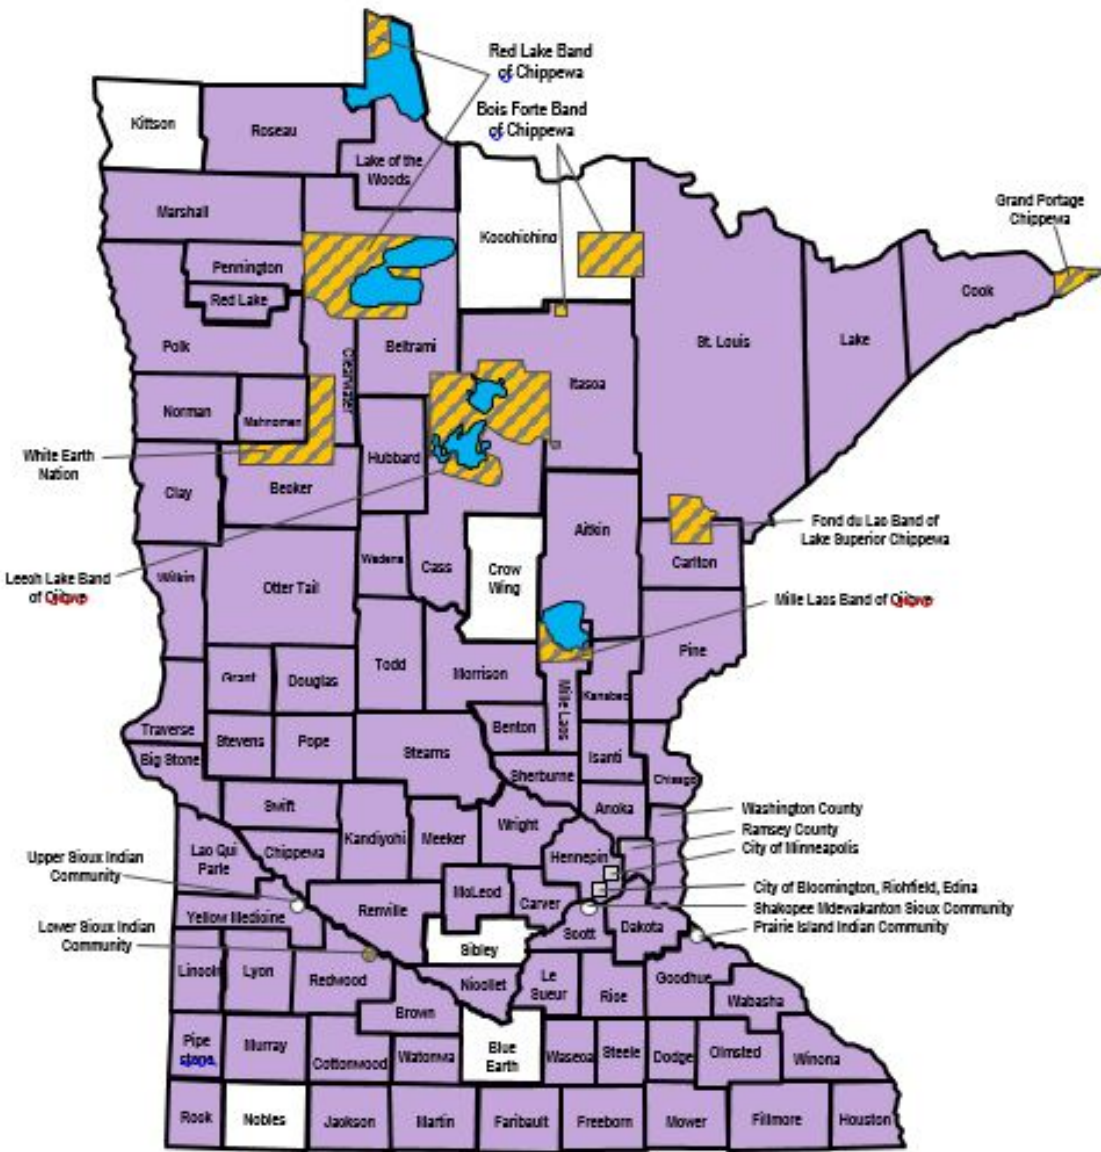 Red Lake Band
of Chippewa
Bois Forte Band
of Chippewa
Grand Portage
Chippewa
Kittson
Roseau
Lake of the
Woods
Marshall
Koochiching
Pennington
Red Lake
Cook
St. Louis
Lake
Polk
Beltrami
Clearwater
Itasca
Norman
Mahnomen
White Earth
Nation
Hubbard
Clay
Becker
Fond du Lac Band of
Lake Superior Chippewa
Aitkin
Carlton
Leech Lake Band
of Ojibwe
Wilkin
Otter Tail
Wadena
Cass
Crow
Wing
Mille Lacs Band of Ojibwe
Pine
Grant
Douglas
Todd
Morrison
Mille Lacs
Kanabec
Traverse
Stevens
Pope
Stearns
Benton
Isanti
Big Stone
Sherburne
Chisago
Swift
Anoka
Washington County
Ramsey County
City of Minneapolis
Kandiyohi
Meeker
Wright
Hennepin
Lac Qui
Parle
Chippewa
Upper Sioux Indian
Community
McLeod
Carver
City of Bloomington, Richfield, Edina
Shakopee Mdewakanton Sioux Community
Prairie Island Indian Community
Yellow Medicine
Renville
Scott
Dakota
Lower Sioux Indian
Community
Sibley
Lincoln
Lyon
Redwood
Nicollet
Le
Sueur
Rice
Goodhue
Wabasha
Brown
Pipe
stone
Murray
Cottonwood
Watonwa
Blue
Earth
Waseca
Steele
Dodge
Olmsted
Winona
Rock
Nobles
Jackson
Martin
Faribault
Freeborn
Mower
Fillmore
Houston